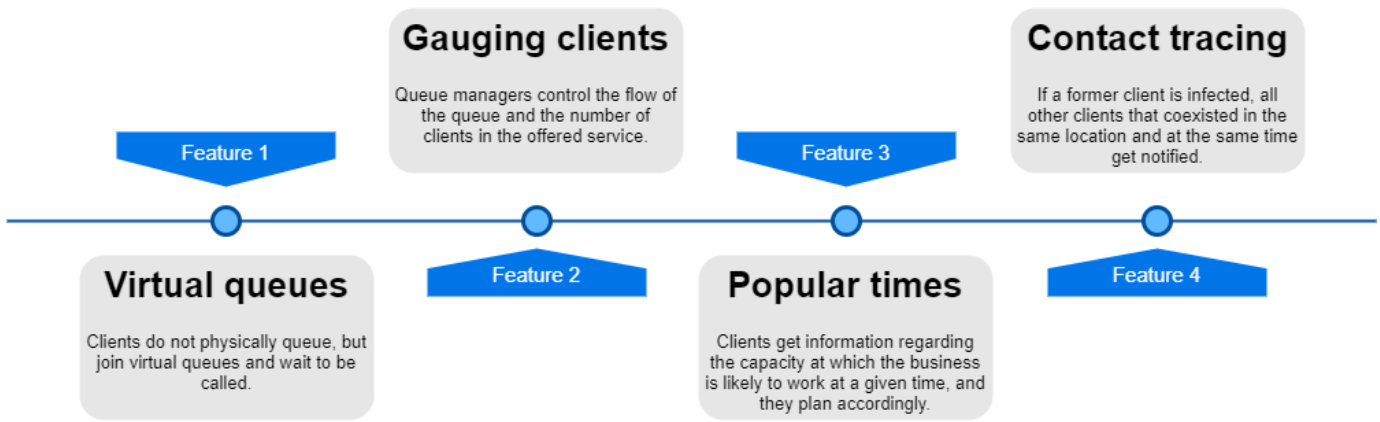 Feature 1
Virtual queues
Clients do not physically queue, but
join virtual queues and wait to be
called.
Gauging clients
Queue managers control the flow of
the queue and the number of
clients in the offered service.
Feature 2
Feature 3
Popular times
Clients get information regarding
the capacity at which the business
is likely to work at a given time, and
they plan accordingly.
Contact tracing
If a former client is infected, all
other clients that coexisted in the
same location and at the same time
get notified.
Feature 4